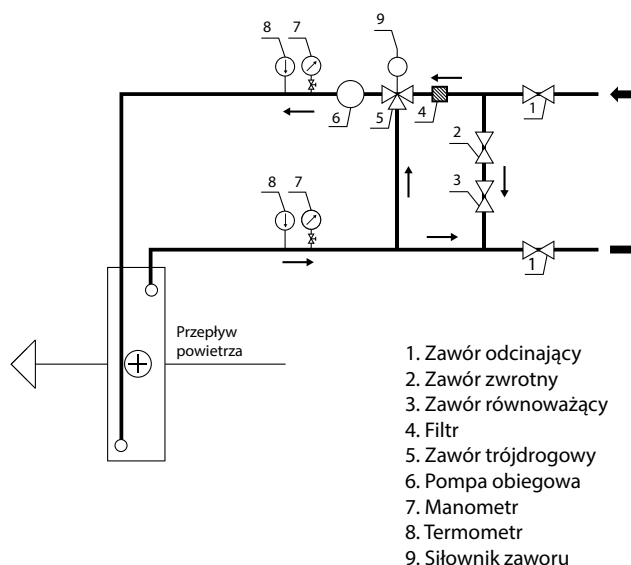 8
7
9
6
5
4
1
2
3
8
7
1
Przepływ
powietrza
1. Zawór odcinający
2. Zawór zwrotny
3. Zawór równoważący
4. Filtr
5. Zawór trójdrogowy
6. Pompa obiegowa
7. Manometr
8. Termometr
9. Siłownik zaworu